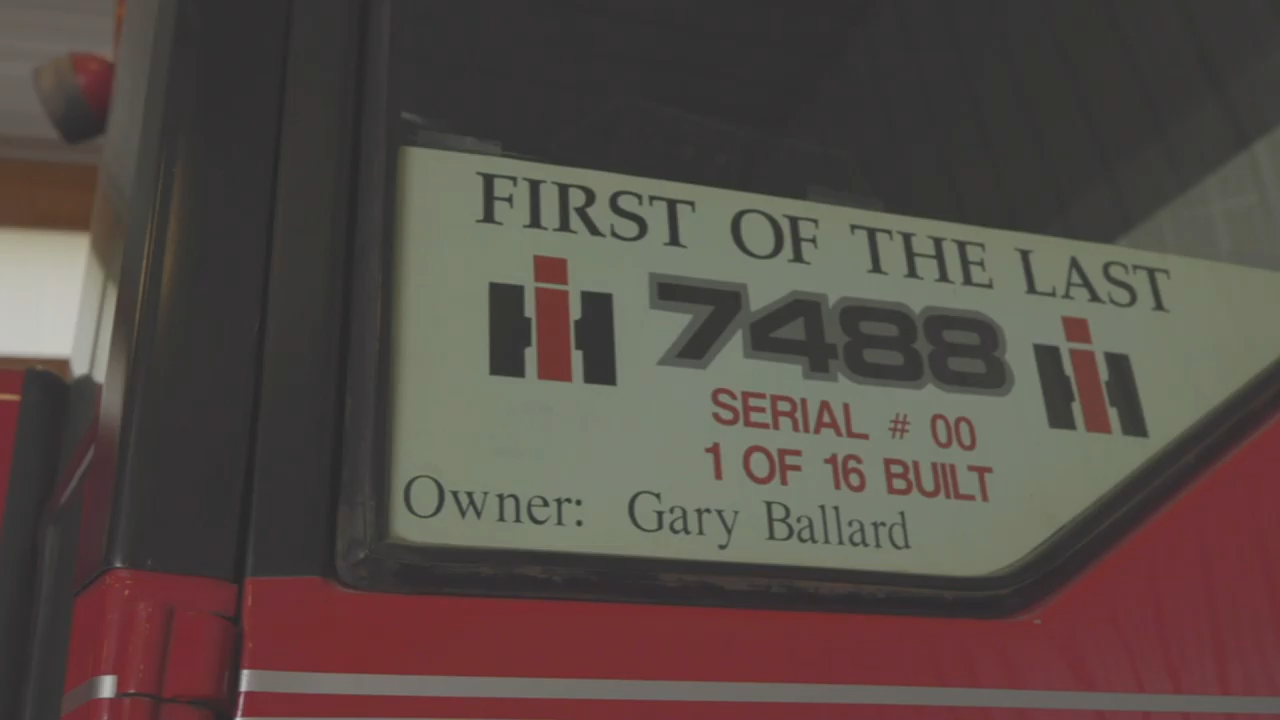 FIRST OF THE LAST
7488
SERIAL # 00
1 OF 16 BUILT
Owner: Gary Ballard